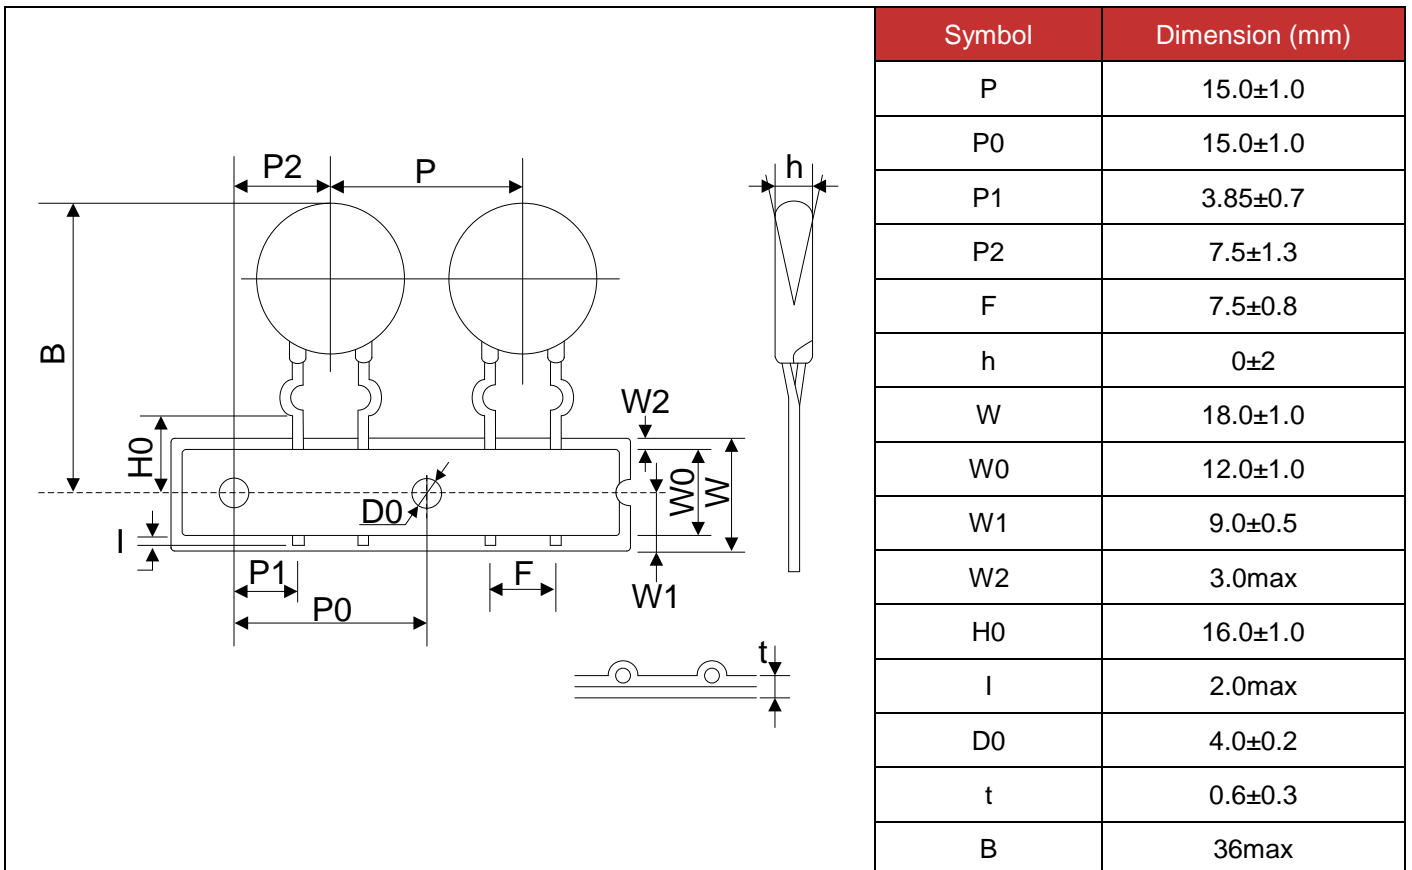 Symbol Dimension (mm)
P 15.0±1.0
P0 15.0±1.0
P1 3.85±0.7
P2 7.5±1.3
F 7.5±0.8
h 0±2
W 18.0±1.0
W0 12.0±1.0
W1 9.0±0.5
W2 3.0max
H0 16.0±1.0
I 2.0max
D0 4.0±0.2
t 0.6±0.3
B 36max
P2
P
h
B
W2
H0
W0
W
D0
I
P1
F
W1
P0
t